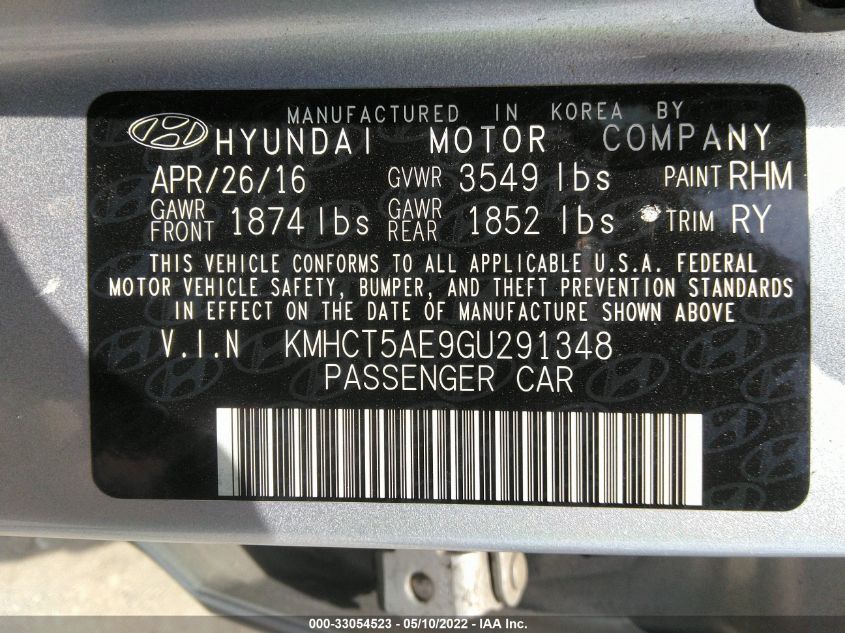 MANUFACTURED IN KOREA BY
HYUNDAI MOTOR COMPANY
APR/26/16 GVWR 3549 lbs PAINT RHM
GAWR FRONT 1874 lbs GAWR REAR 1852 lbs TRIM RY
THIS VEHICLE CONFORMS TO ALL APPLICABLE U.S.A. FEDERAL
MOTOR VEHICLE SAFETY, BUMPER, AND THEFT PREVENTION STANDARDS
IN EFFECT ON THE DATE OF MANUFACTURE SHOWN ABOVE
V.I.N KMHCT5AE9GU291348
PASSENGER CAR
000-33054523 - 05/10/2022 - IAA Inc.